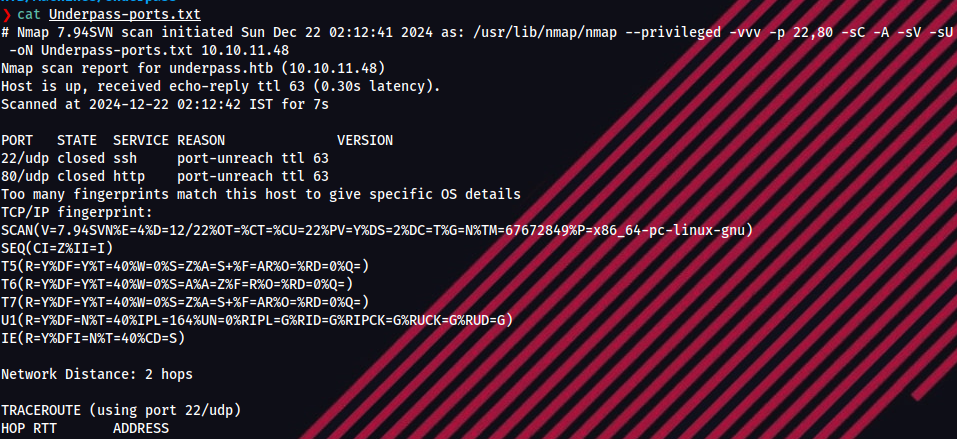 ❯ cat Underpass-ports.txt
# Nmap 7.94SVN scan initiated Sun Dec 22 02:12:41 2024 as: /usr/lib/nmap/nmap --privileged -vvv -p 22,80 -sC -A -sV -sU
 -oN Underpass-ports.txt 10.10.11.48
Nmap scan report for underpass.htb (10.10.11.48)
Host is up, received echo-reply ttl 63 (0.30s latency).
Scanned at 2024-12-22 02:12:42 IST for 7s
PORT   STATE  SERVICE REASON              VERSION
22/udp closed ssh     port-unreach ttl 63
80/udp closed http    port-unreach ttl 63
Too many fingerprints match this host to give specific OS details
TCP/IP fingerprint:
SCAN(V=7.94SVN%E=4%D=12/22%OT=%CT=%CU=22%PV=Y%DS=2%DC=T%G=N%TM=67672849%P=x86_64-pc-linux-gnu)
SEQ(CI=Z%II=I)
T5(R=Y%DF=Y%T=40%W=0%S=Z%A=S+%F=AR%O=%RD=0%Q=)
T6(R=Y%DF=Y%T=40%W=0%S=A%A=Z%F=R%O=%RD=0%Q=)
T7(R=Y%DF=Y%T=40%W=0%S=Z%A=S+%F=AR%O=%RD=0%Q=)
U1(R=Y%DF=N%T=40%IPL=164%UN=0%RIPL=G%RID=G%RIPCK=G%RUCK=G%RUD=G)
IE(R=Y%DFI=N%T=40%CD=S)
Network Distance: 2 hops
TRACEROUTE (using port 22/udp)
HOP RTT       ADDRESS